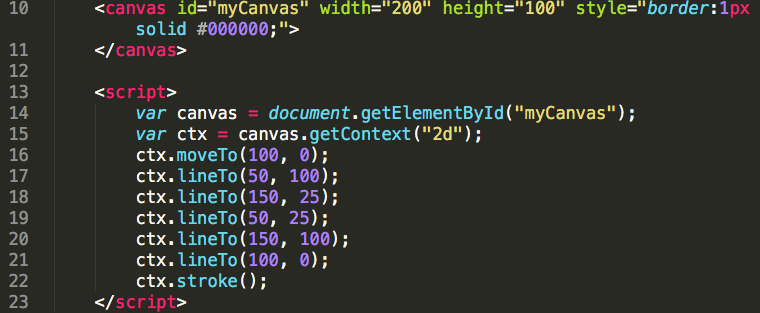 10 <canvas id="myCanvas" width="200" height="100" style="border:1px
solid #000000;">
11 </canvas>
12
13 <script>
14 var canvas = document.getElementById("myCanvas");
15 var ctx = canvas.getContext("2d");
16 ctx.moveTo(100, 0);
17 ctx.lineTo(50, 100);
18 ctx.lineTo(150, 25);
19 ctx.lineTo(50, 25);
20 ctx.lineTo(150, 100);
21 ctx.lineTo(100, 0);
22 ctx.stroke();
23 </script>